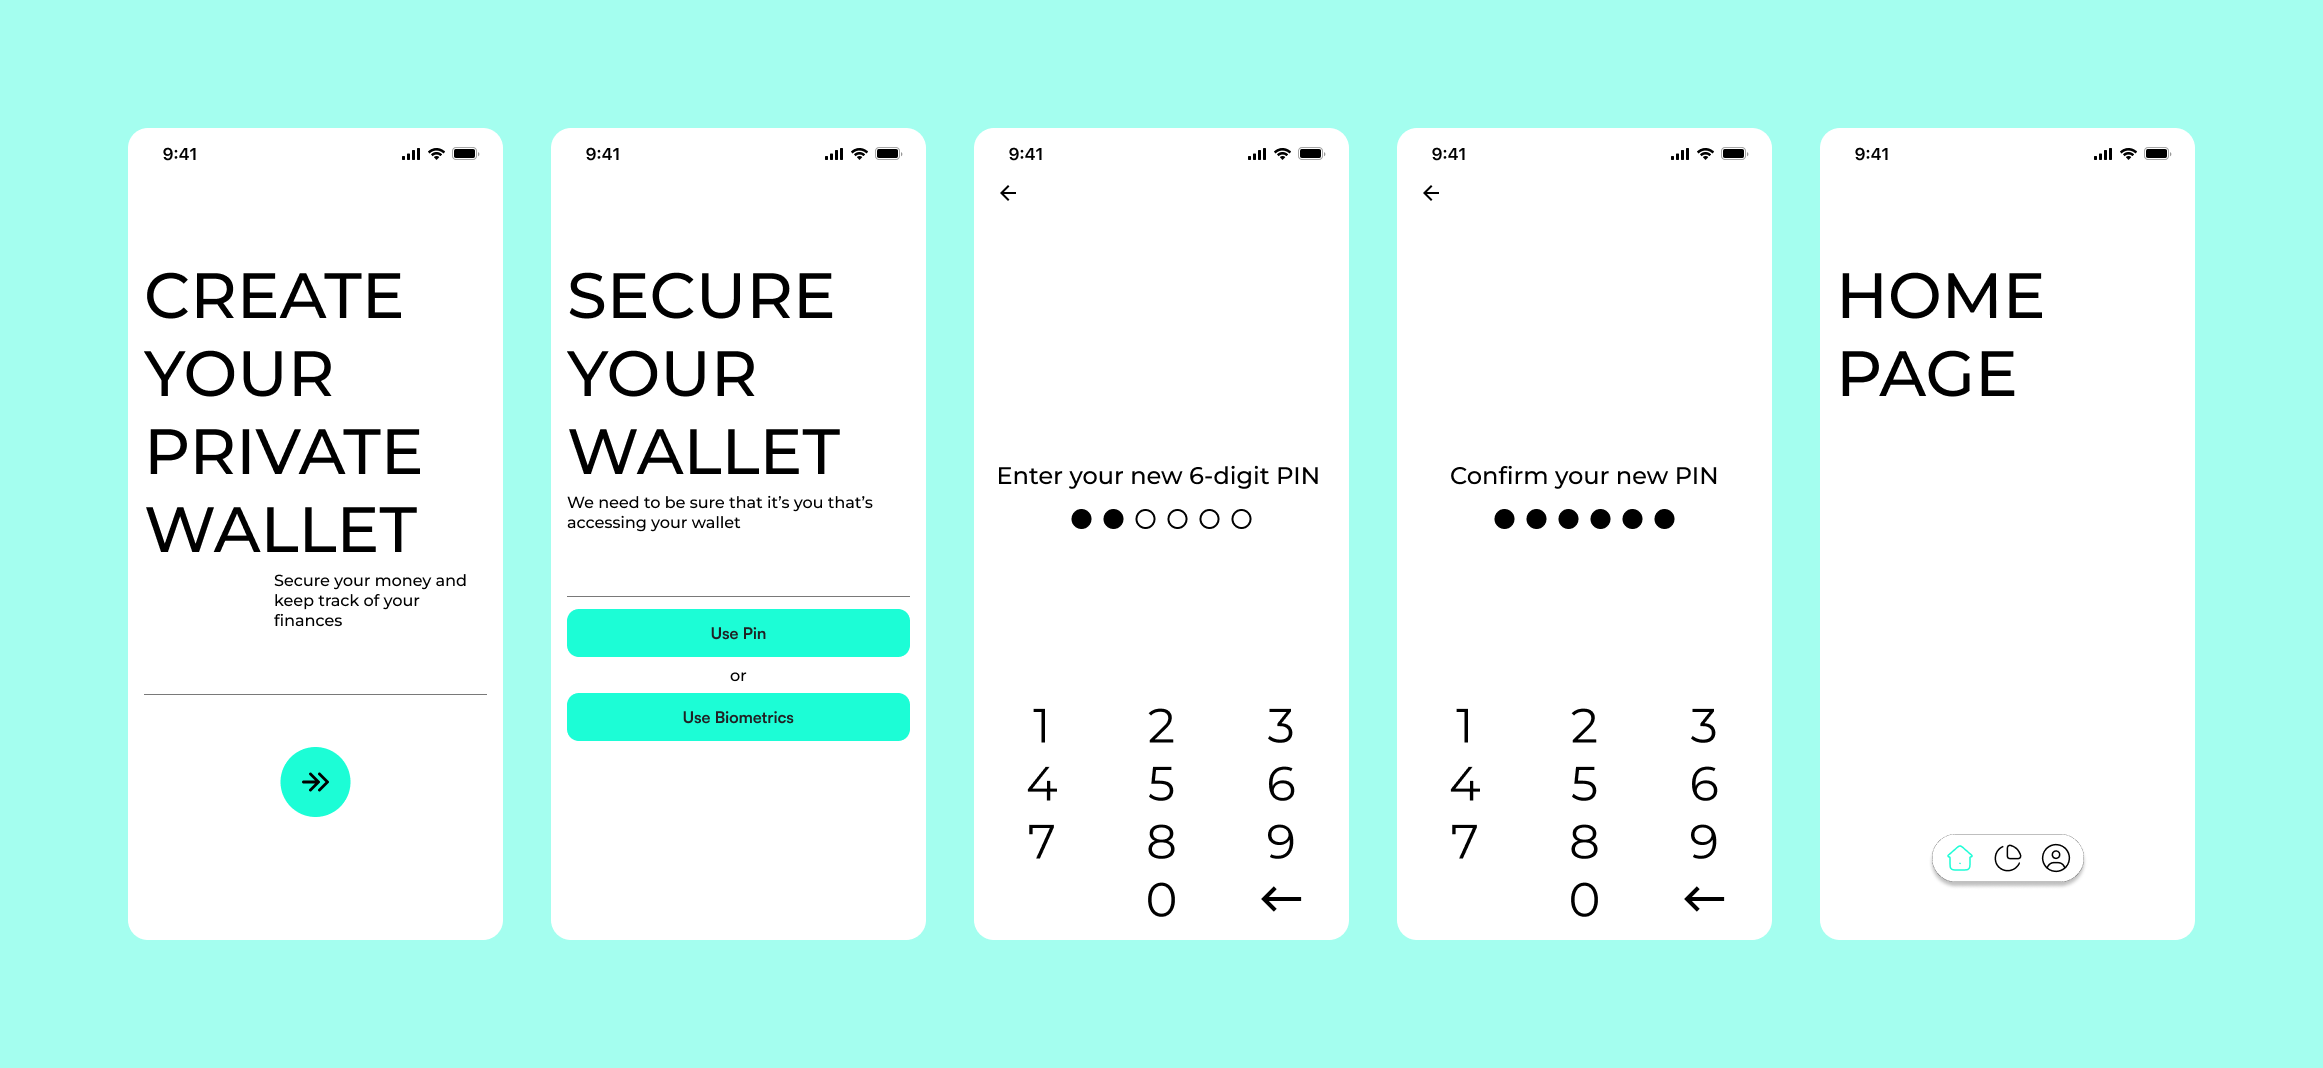 9:41
CREATE
YOUR
PRIVATE
WALLET
Secure your money and
keep track of your
finances
9:41
SECURE
YOUR
WALLET
We need to be sure that it’s you that’s
accessing your wallet
Use Pin
or
Use Biometrics
9:41
Enter your new 6-digit PIN
1 2 3
4 5 6
7 8 9
0
9:41
Confirm your new PIN
1 2 3
4 5 6
7 8 9
0
9:41
HOME
PAGE